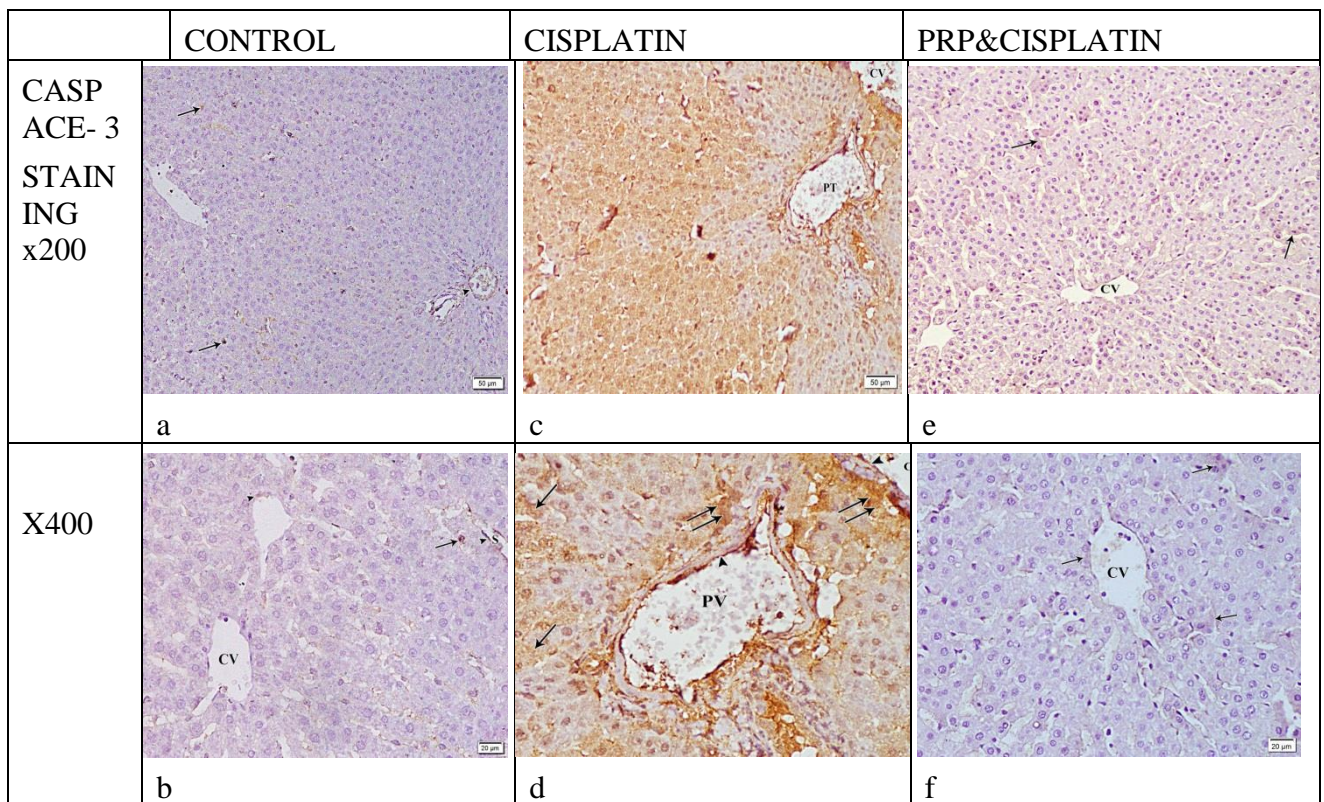 CONTROL
CISPLATIN
PRP&CISPLATIN
CASP
ACE- 3
STAIN
ING
x200
CV
PT
50 µm
50 µm
CV
a
c
e
X400
CV
S
20 µm
PV
CV
20 µm
b
d
f